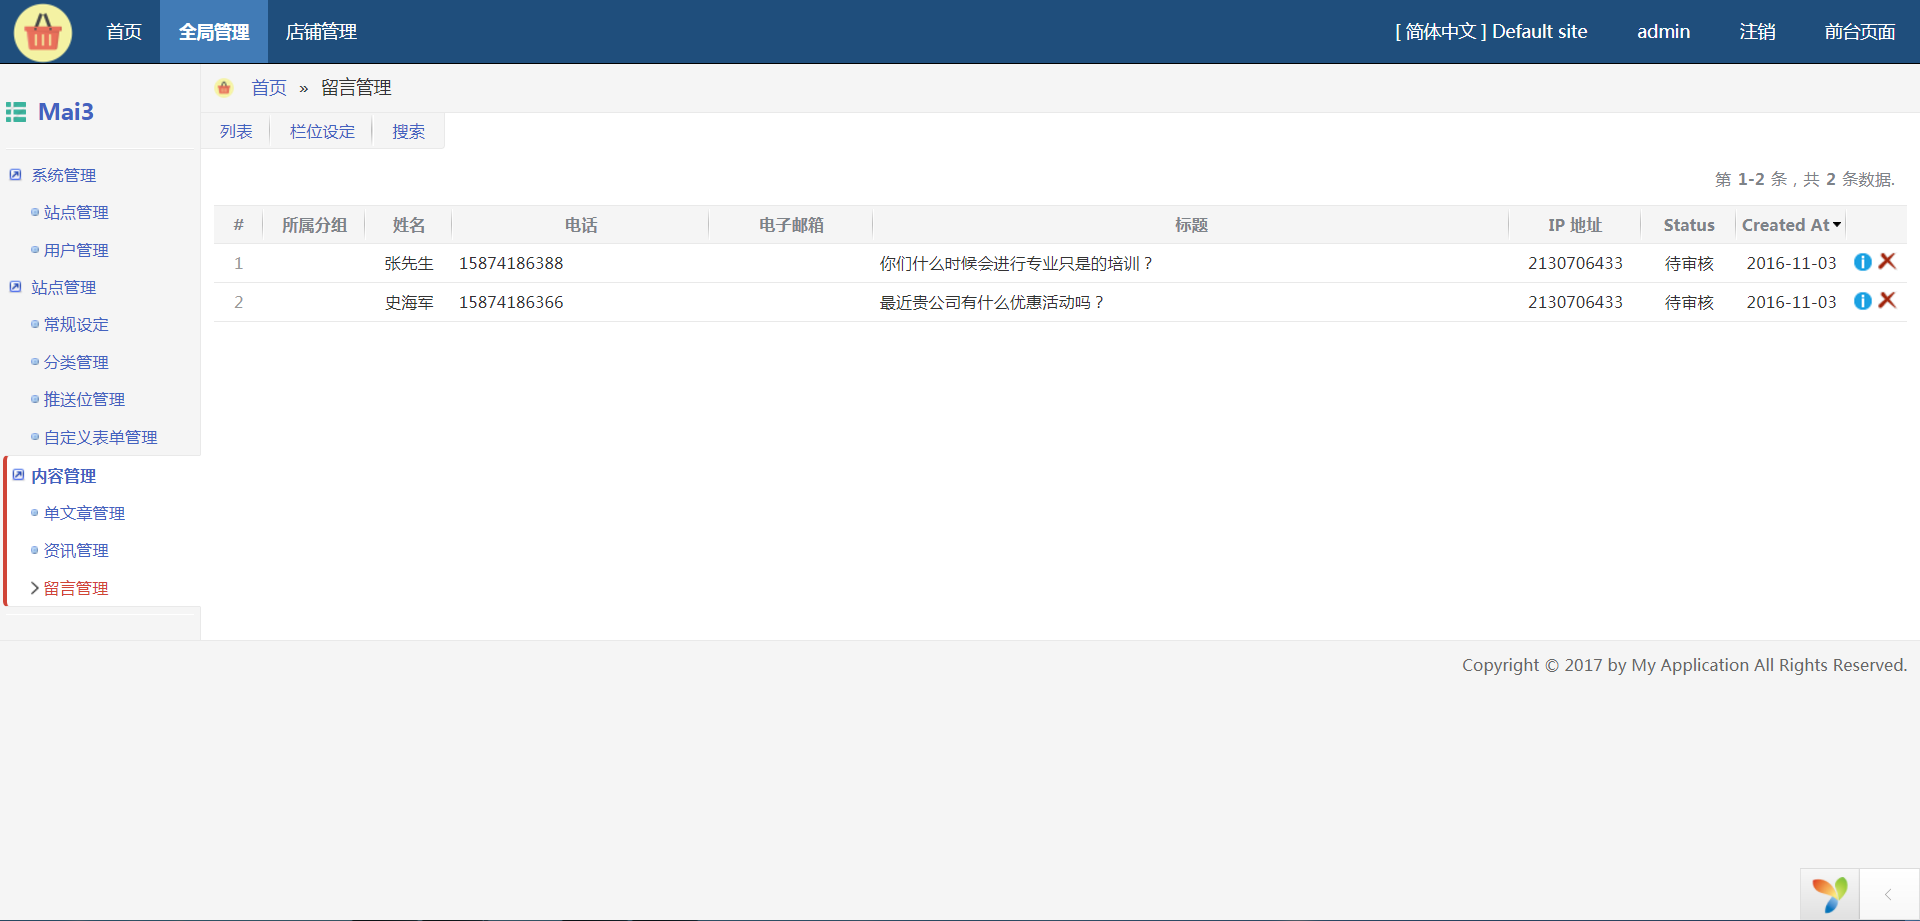 首页 全局管理 店铺管理 [ 简体中文 ] Default site admin 注销 前台页面
Mai3
系统管理
站点管理
用户管理
站点管理
常规设定
分类管理
推送位管理
自定义表单管理
内容管理
单文章管理
资讯管理
留言管理
首页 » 留言管理
列表 栏位设定 搜索
第 1-2 条，共 2 条数据.
# 所属分组 姓名 电话 电子邮箱 标题 IP 地址 Status Created At
1 张先生 15874186388 你们什么时候会进行专业只是的培训？ 2130706433 待审核 2016-11-03
2 史海军 15874186366 最近贵公司有什么优惠活动吗？ 2130706433 待审核 2016-11-03
Copyright © 2017 by My Application All Rights Reserved.